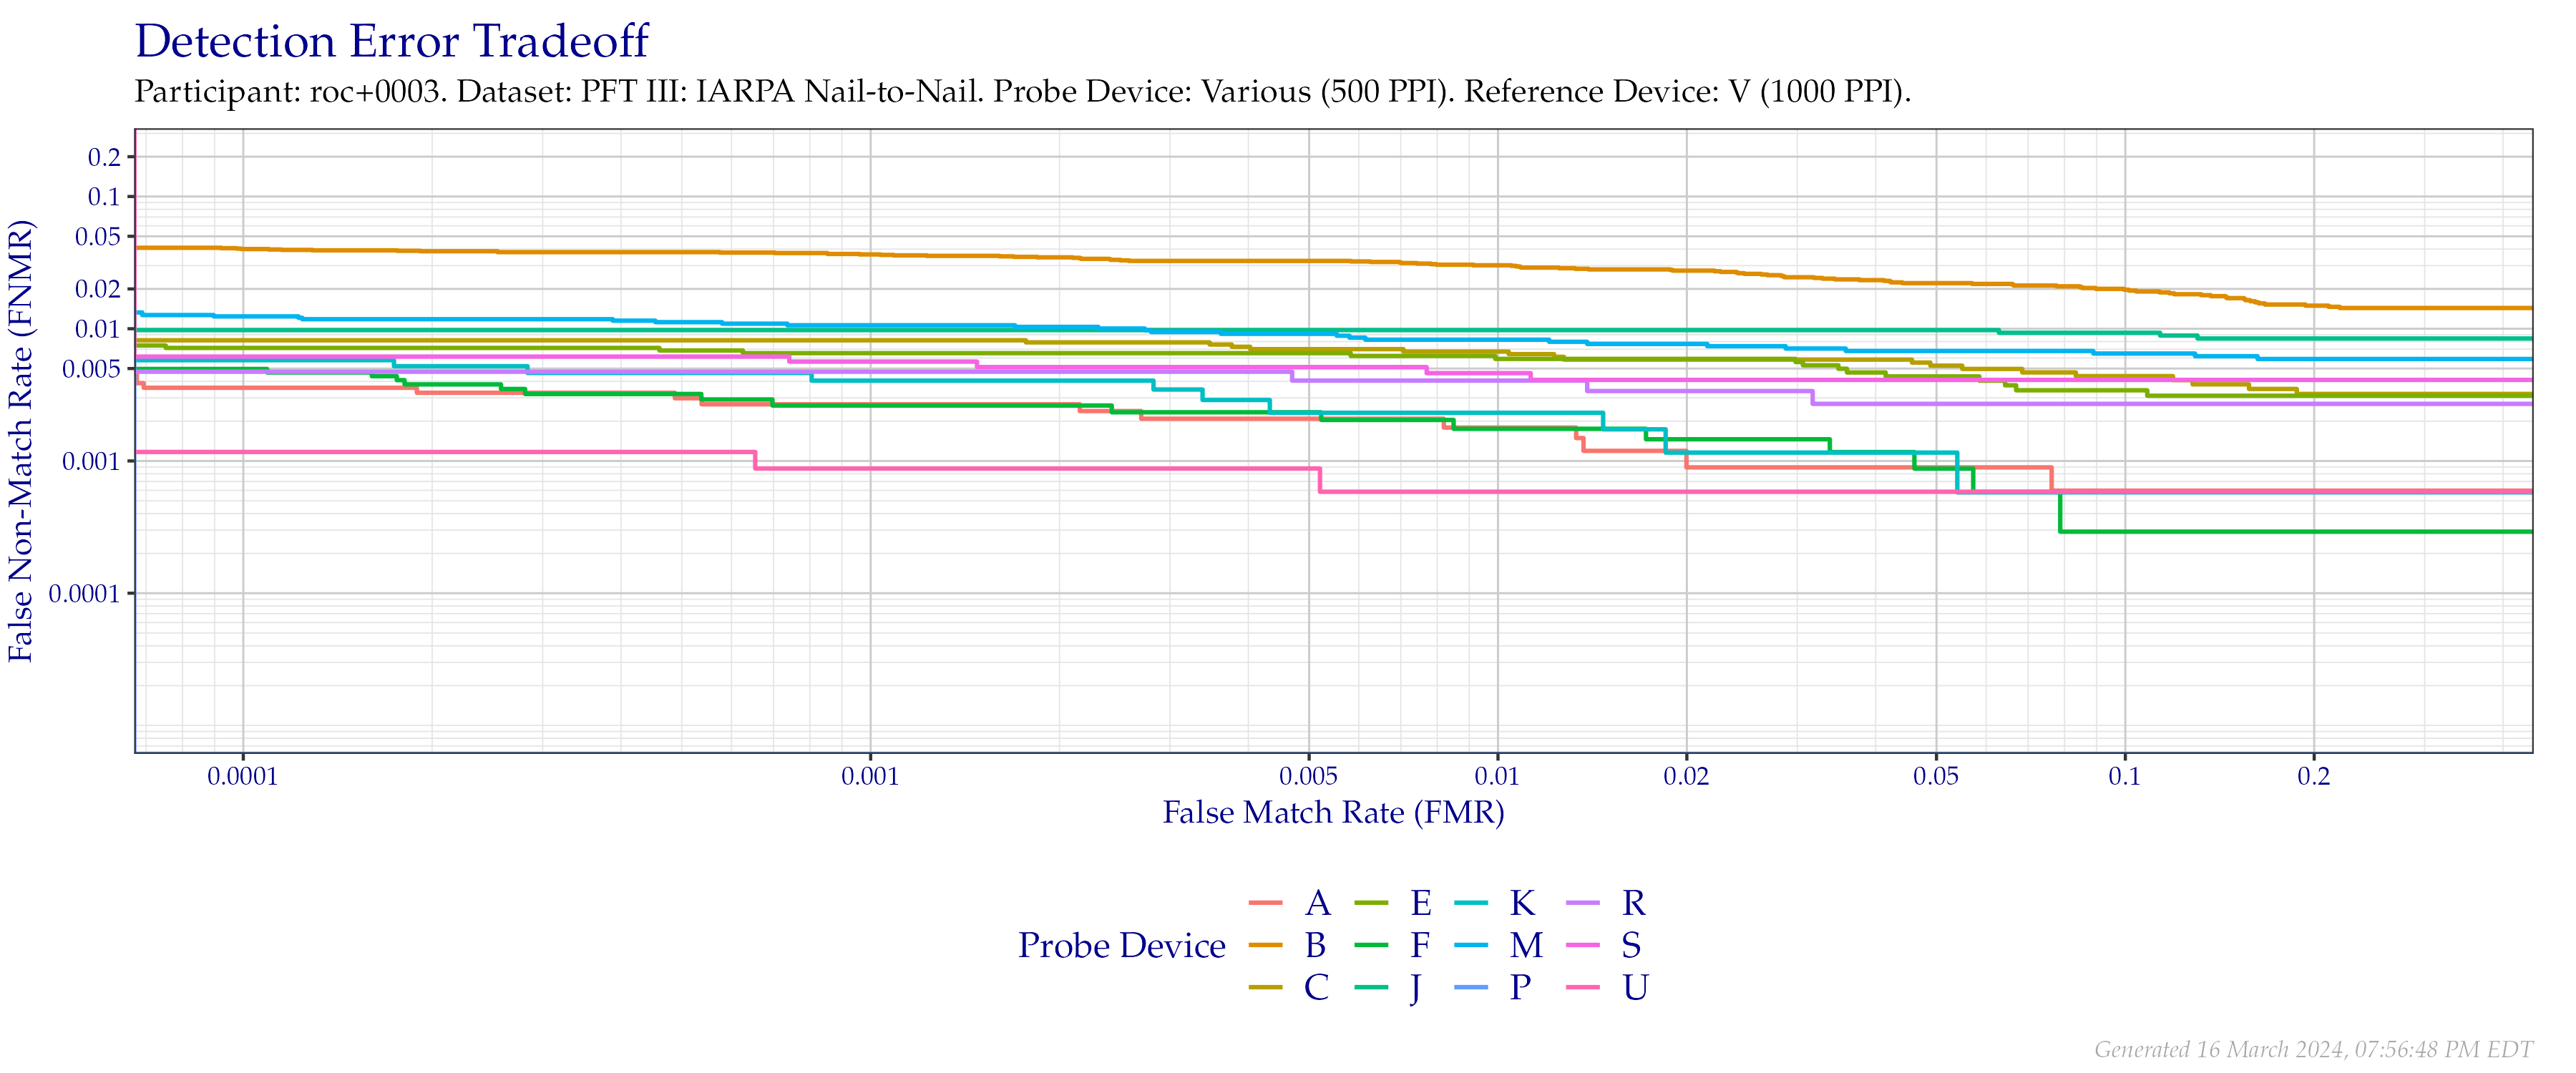 Detection Error Tradeoff
Participant: roc+0003. Dataset: PFT III: IARPA Nail-to-Nail. Probe Device: Various (500 PPI). Reference Device: V (1000 PPI).
False Non-Match Rate (FNMR)
0.2
0.1
0.05
0.02
0.01
0.005
0.001
0.0001
0.0001 0.001 0.005 0.01 0.02 0.05 0.1 0.2
False Match Rate (FMR)
Probe Device
A E K R
B F M S
C J P U
Generated 16 March 2024, 07:56:48 PM EDT